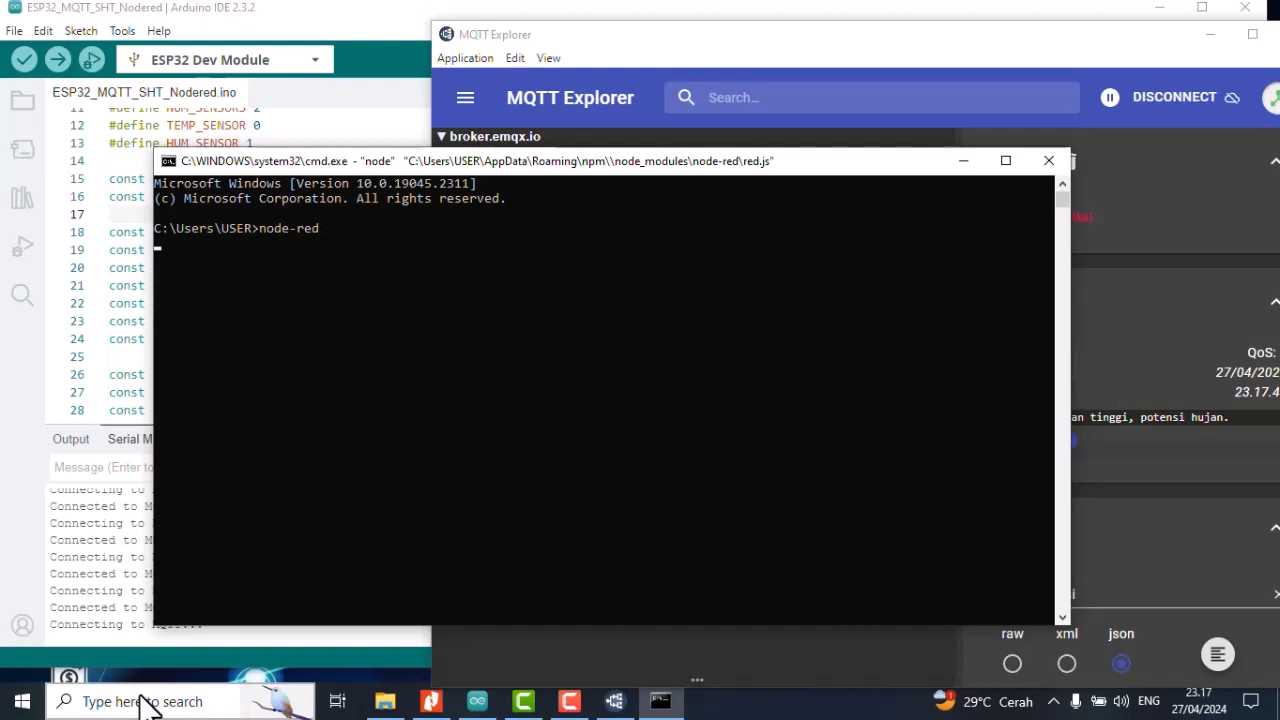 ESP32_MQTT_SHT_Nodered | Arduino IDE 2.3.2
File Edit Sketch Tools Help
ESP32 Dev Module
ESP32_MQTT_SHT_Nodered.ino
11 #define NUM_SENSORS 2
12 #define TEMP_SENSOR 0
13 #define HUM_SENSOR 1
14
15 const
16 const
17
18 const
19 const
20 const
21 const
22 const
23 const
24 const
25
26 const
27 const
28 const
Output Serial M
Message (Enter to
Connecting to
Connected to M
Connecting to
Connected to M
Connecting to
Connected to M
Connecting to
Connected to M
Connecting to
MQTT Explorer
Application Edit View
MQTT Explorer
Search...
DISCONNECT
broker.emqx.io
C:\WINDOWS\system32\cmd.exe - "node" "C:\Users\USER\AppData\Roaming\npm\\node_modules\node-red\red.js"
Microsoft Windows [Version 10.0.19045.2311]
(c) Microsoft Corporation. All rights reserved.
C:\Users\USER>node-red
QoS:
27/04/202
23.17.4
an tinggi, potensi hujan.
raw xml json
Type here to search
29°C Cerah
ENG
23.17
27/04/2024